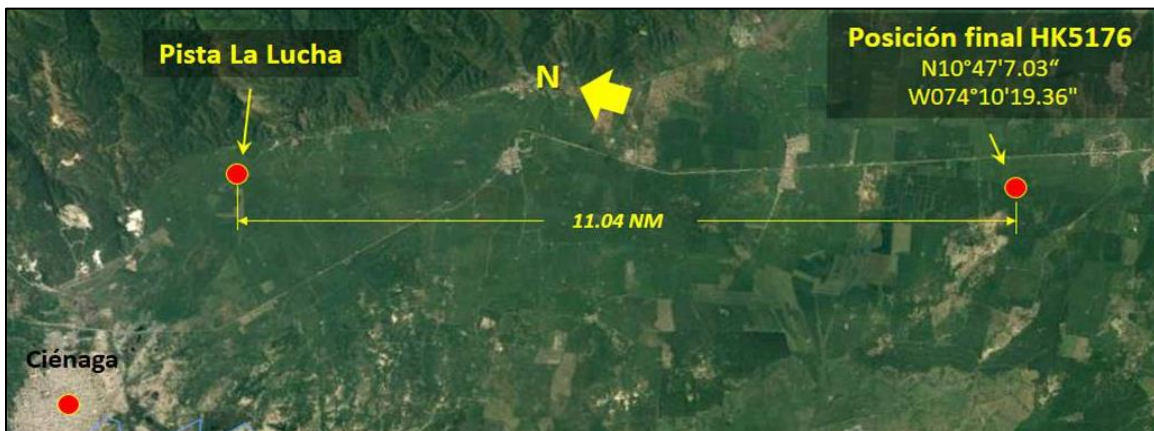 Pista La Lucha
N
Posición final HK5176
N10°47'7.03“
W074°10'19.36"
11.04 NM
Ciénaga